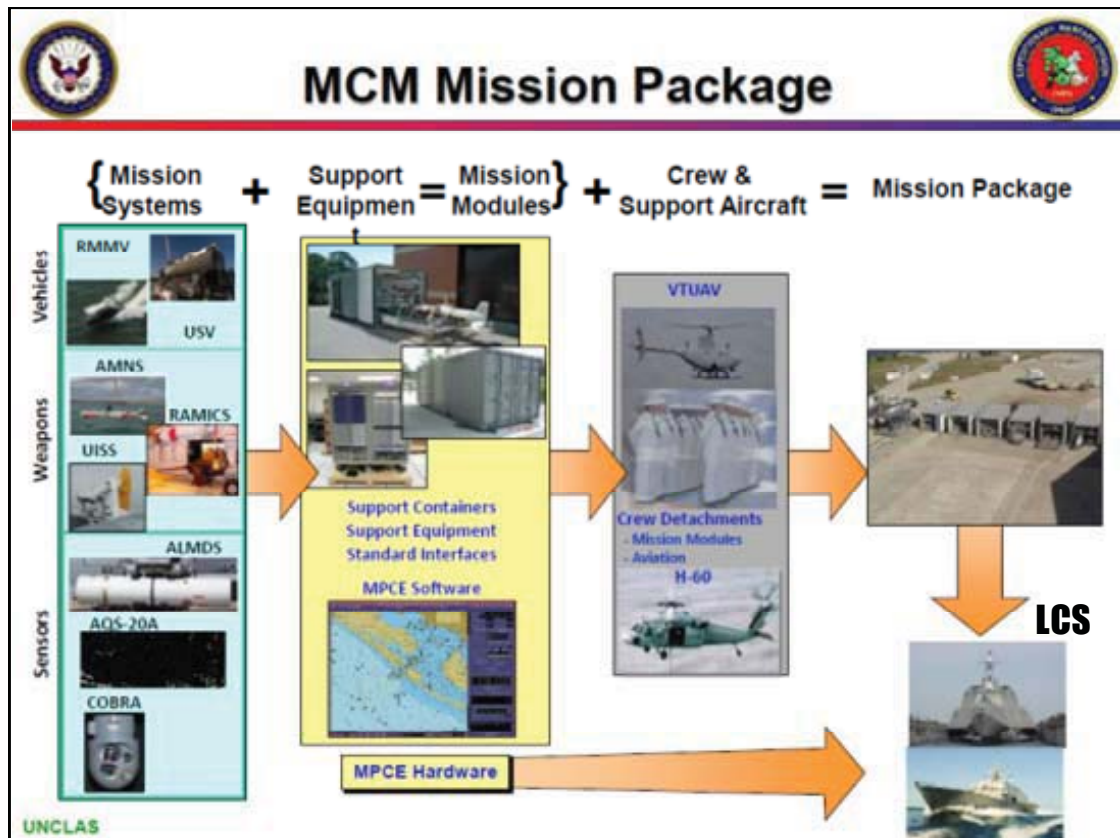 MCM Mission Package
{ Mission
Systems
+
Support
Equipmen
t
=
Mission
Modules }
+
Crew &
Support Aircraft
=
Mission Package
Vehicles
RMMV
USV
Weapons
AMNS
RAMICS
UISS
Sensors
ALMDS
AQS-20A
COBRA
Support Containers
Support Equipment
Standard Interfaces
MPCE Software
VTUAV
Crew Detachments
- Mission Modules
- Aviation
H-60
LCS
MPCE Hardware
UNCLAS